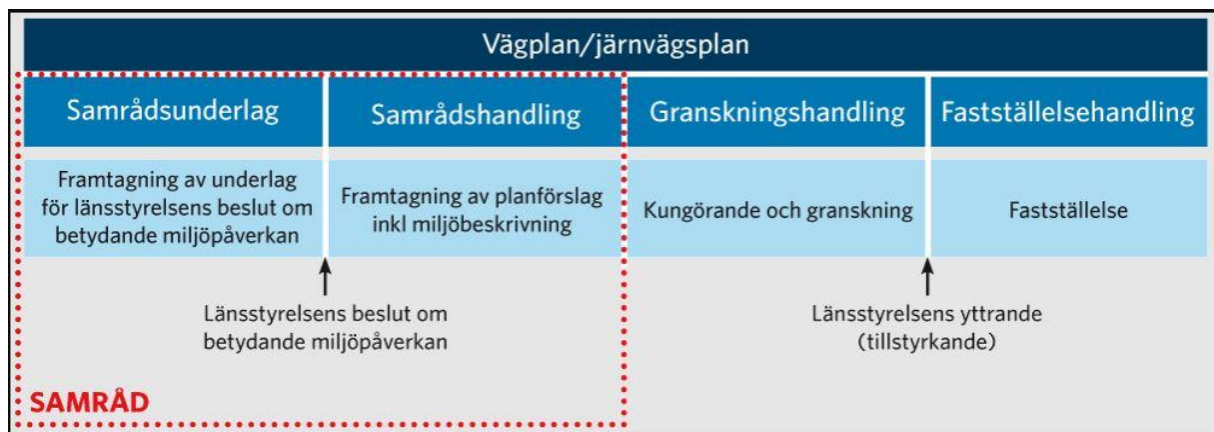 Vägplan/järnvägsplan
Samrådsunderlag
Samrådshandling
Granskningshandling
Fastställelsehandling
Framtagning av underlag
för länsstyrelsens beslut om
betydande miljöpåverkan
Framtagning av planförslag
inkl miljöbeskrivning
Kungörande och granskning
Fastställelse
Länsstyrelsens beslut om
betydande miljöpåverkan
Länsstyrelsens yttrande
(tillstyrkande)
SAMRÅD